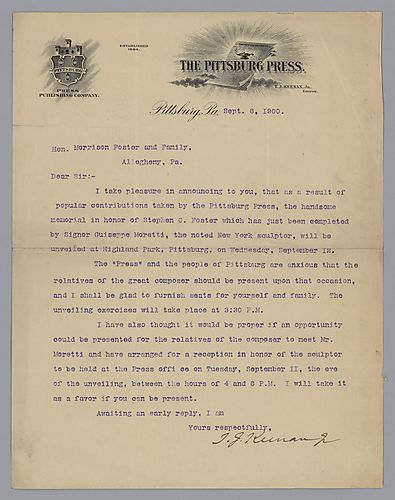 PITTSBURG
PRESS
PUBLISHING COMPANY.
ESTABLISHED
1884.
THE PITTSBURG PRESS.
T. J. KEENAN, Jr.
Editor.
Pittsburg, Pa. Sept. 8, 1900.
Hon. Morrison Foster and Family,
Allegheny, Pa.
Dear Sir:-
I take pleasure in announcing to you, that as a result of
popular contributions taken by the Pittsburg Press, the handsome
memorial in honor of Stephen C. Foster which has just been completed
by Signor Guiseppe Moretti, the noted New York sculptor, will be
unveiled at Highland Park, Pittsburg, on Wednesday, September 12.
The "Press" and the people of Pittsburg are anxious that the
relatives of the great composer should be present upon that occasion,
and I shall be glad to furnish seats for yourself and family. The
unveiling exercises will take place at 3:30 P.M.
I have also thought it would be proper if an opportunity
could be presented for the relatives of the composer to meet Mr.
Moretti and have arranged for a reception in honor of the sculptor
to be held at the Press office on Tuesday, September 11, the eve
of the unveiling, between the hours of 4 and 6 P.M. I will take it
as a favor if you can be present.
Awaiting an early reply, I am
Yours respectfully,
T. J. Keenan Jr